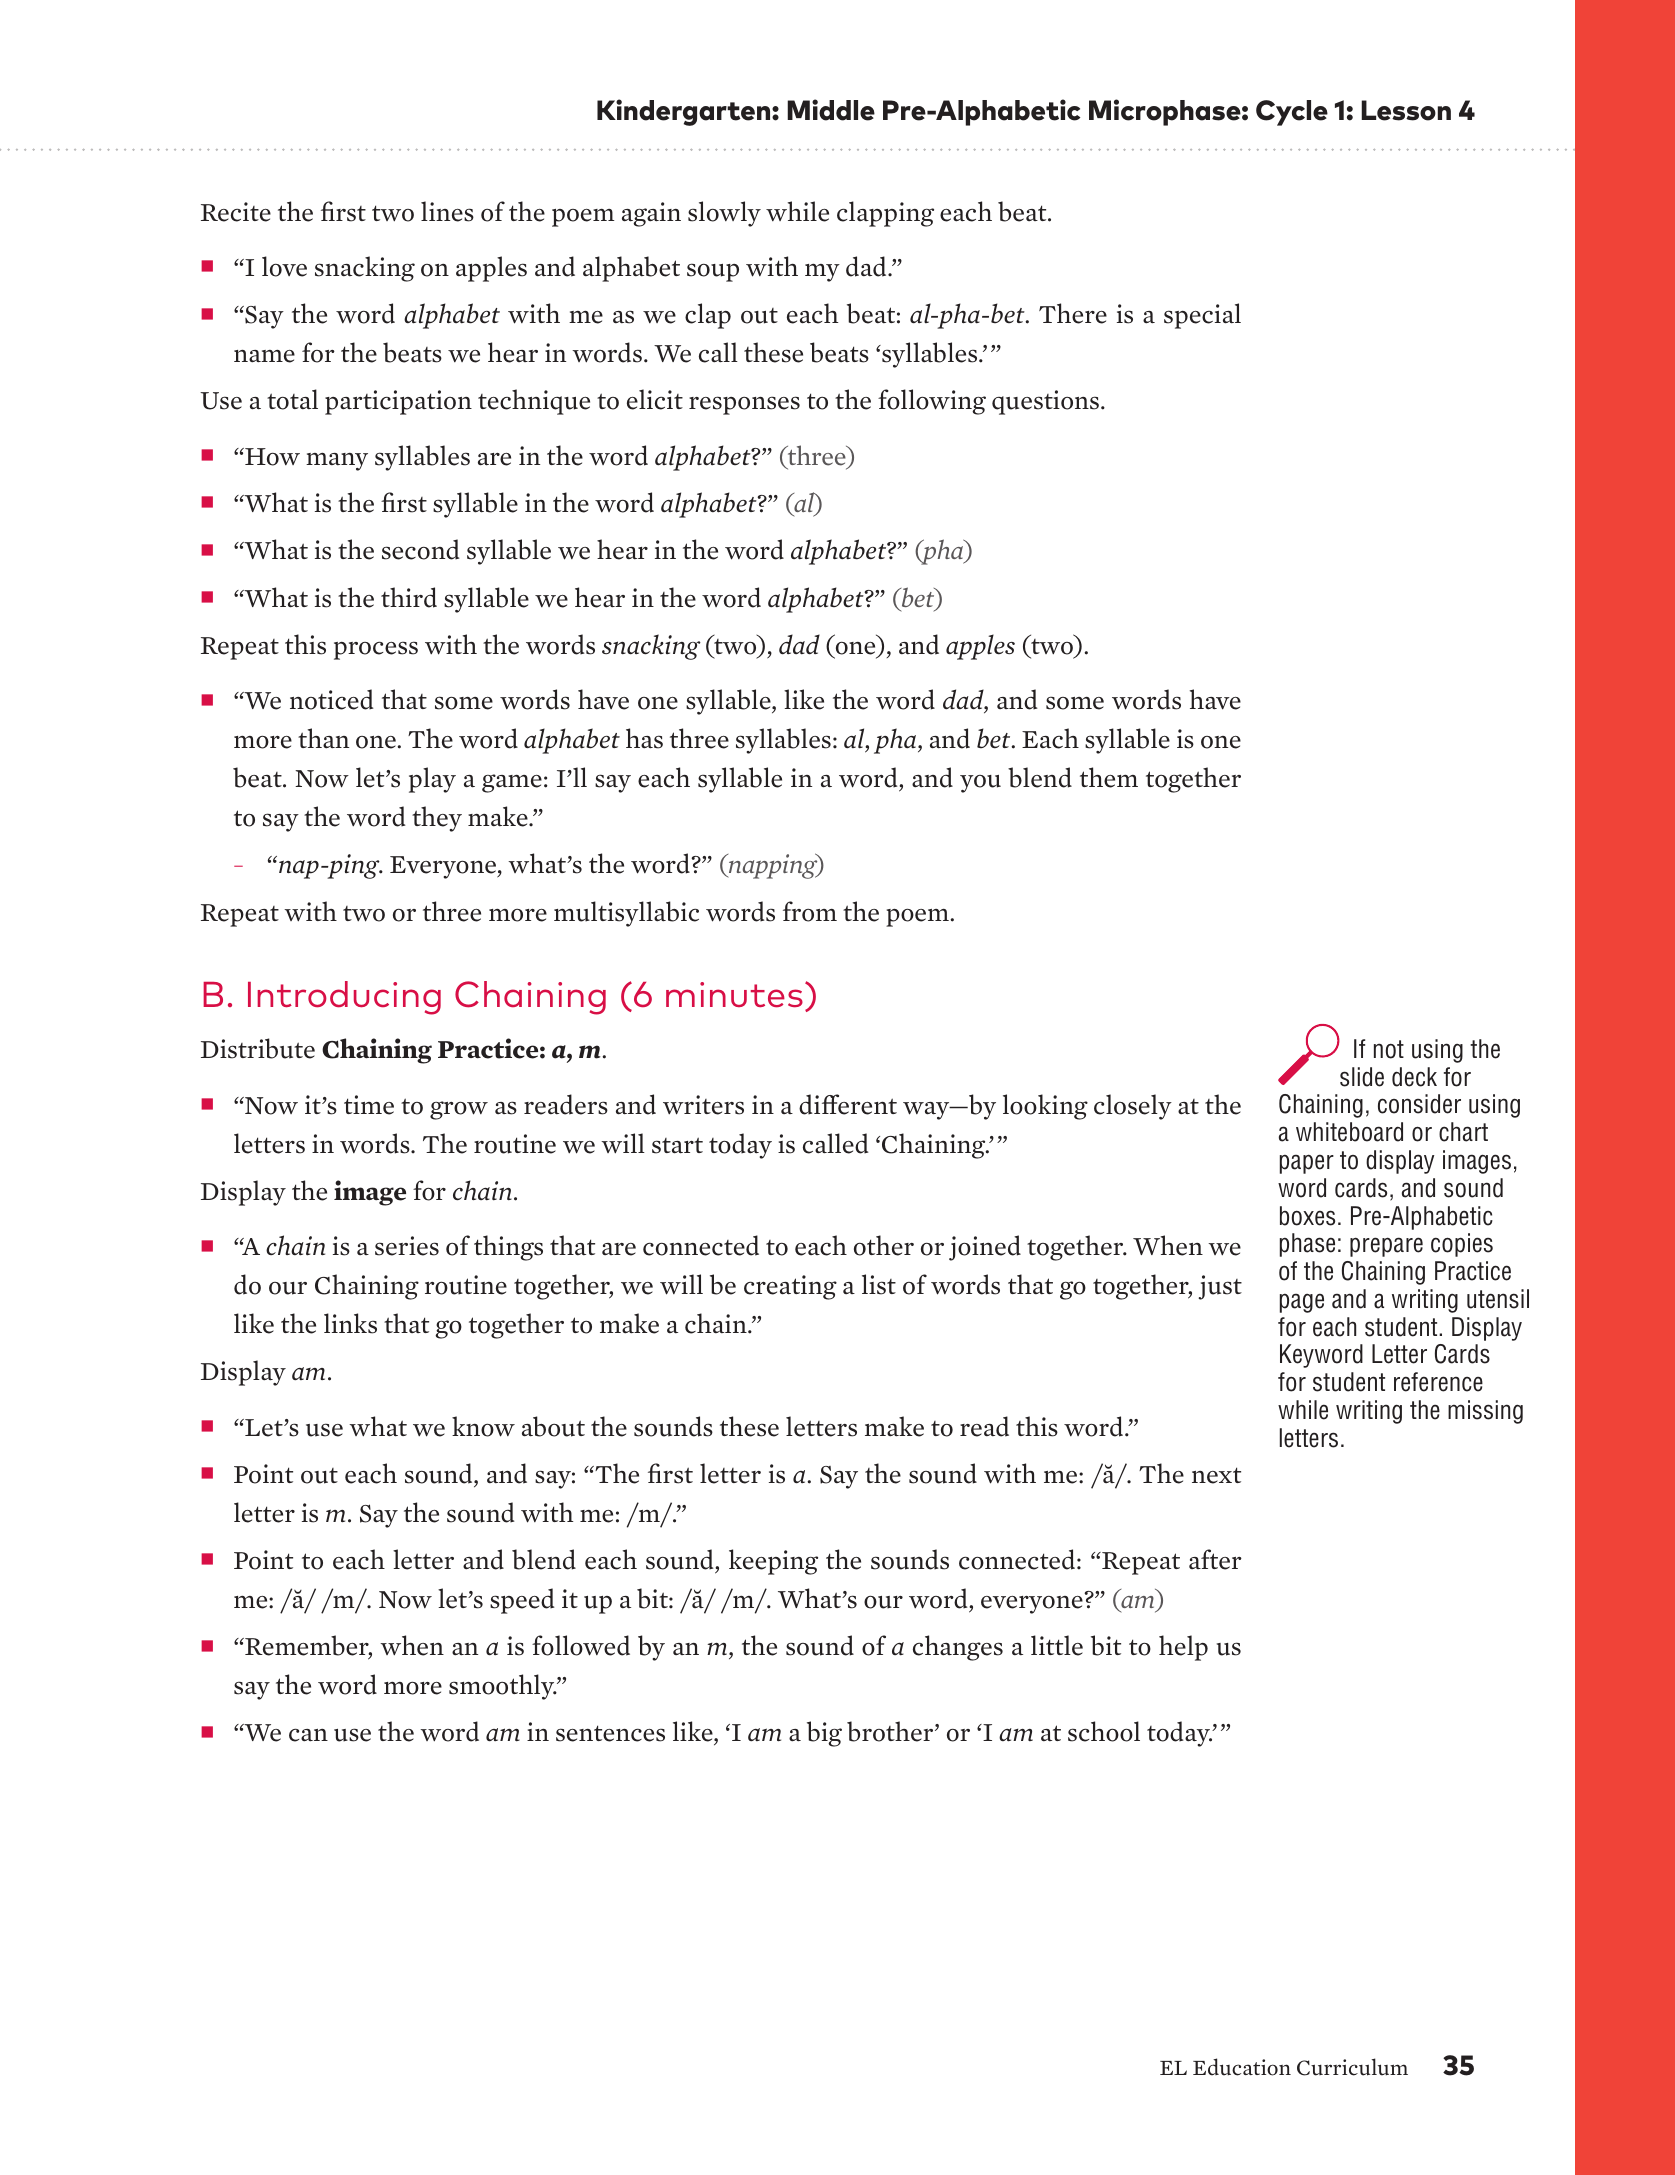 Kindergarten: Middle Pre-Alphabetic Microphase: Cycle 1: Lesson 4
Recite the first two lines of the poem again slowly while clapping each beat.
■ “I love snacking on apples and alphabet soup with my dad.”
■ “Say the word alphabet with me as we clap out each beat: al-pha-bet. There is a special
name for the beats we hear in words. We call these beats ‘syllables.’”
Use a total participation technique to elicit responses to the following questions.
■ “How many syllables are in the word alphabet?” (three)
■ “What is the first syllable in the word alphabet?” (al)
■ “What is the second syllable we hear in the word alphabet?” (pha)
■ “What is the third syllable we hear in the word alphabet?” (bet)
Repeat this process with the words snacking (two), dad (one), and apples (two).
■ “We noticed that some words have one syllable, like the word dad, and some words have
more than one. The word alphabet has three syllables: al, pha, and bet. Each syllable is one
beat. Now let’s play a game: I’ll say each syllable in a word, and you blend them together
to say the word they make.”
– “nap-ping. Everyone, what’s the word?” (napping)
Repeat with two or three more multisyllabic words from the poem.
B. Introducing Chaining (6 minutes)
Distribute Chaining Practice: a, m.
■ “Now it’s time to grow as readers and writers in a different way—by looking closely at the
letters in words. The routine we will start today is called ‘Chaining.’”
Display the image for chain.
■ “A chain is a series of things that are connected to each other or joined together. When we
do our Chaining routine together, we will be creating a list of words that go together, just
like the links that go together to make a chain.”
Display am.
■ “Let’s use what we know about the sounds these letters make to read this word.”
■ Point out each sound, and say: “The first letter is a. Say the sound with me: /ă/. The next
letter is m. Say the sound with me: /m/.”
■ Point to each letter and blend each sound, keeping the sounds connected: “Repeat after
me: /ă/ /m/. Now let’s speed it up a bit: /ă/ /m/. What’s our word, everyone?” (am)
■ “Remember, when an a is followed by an m, the sound of a changes a little bit to help us
say the word more smoothly.”
■ “We can use the word am in sentences like, ‘I am a big brother’ or ‘I am at school today.’”
If not using the
slide deck for
Chaining, consider using
a whiteboard or chart
paper to display images,
word cards, and sound
boxes. Pre-Alphabetic
phase: prepare copies
of the Chaining Practice
page and a writing utensil
for each student. Display
Keyword Letter Cards
for student reference
while writing the missing
letters.
EL Education Curriculum 35